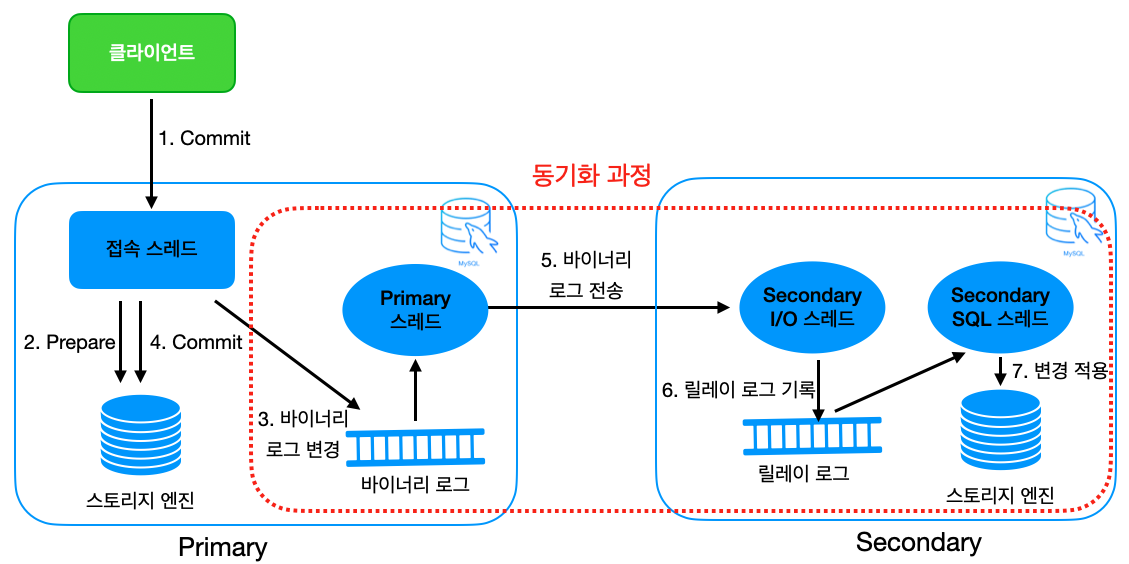 클라이언트
1. Commit
동기화 과정
접속 스레드
MySQL
MySQL
Primary
스레드
5. 바이너리
로그 전송
Secondary
I/O 스레드
Secondary
SQL 스레드
2. Prepare
4. Commit
3. 바이너리
로그 변경
6. 릴레이 로그 기록
7. 변경 적용
스토리지 엔진
바이너리 로그
릴레이 로그
스토리지 엔진
Primary
Secondary